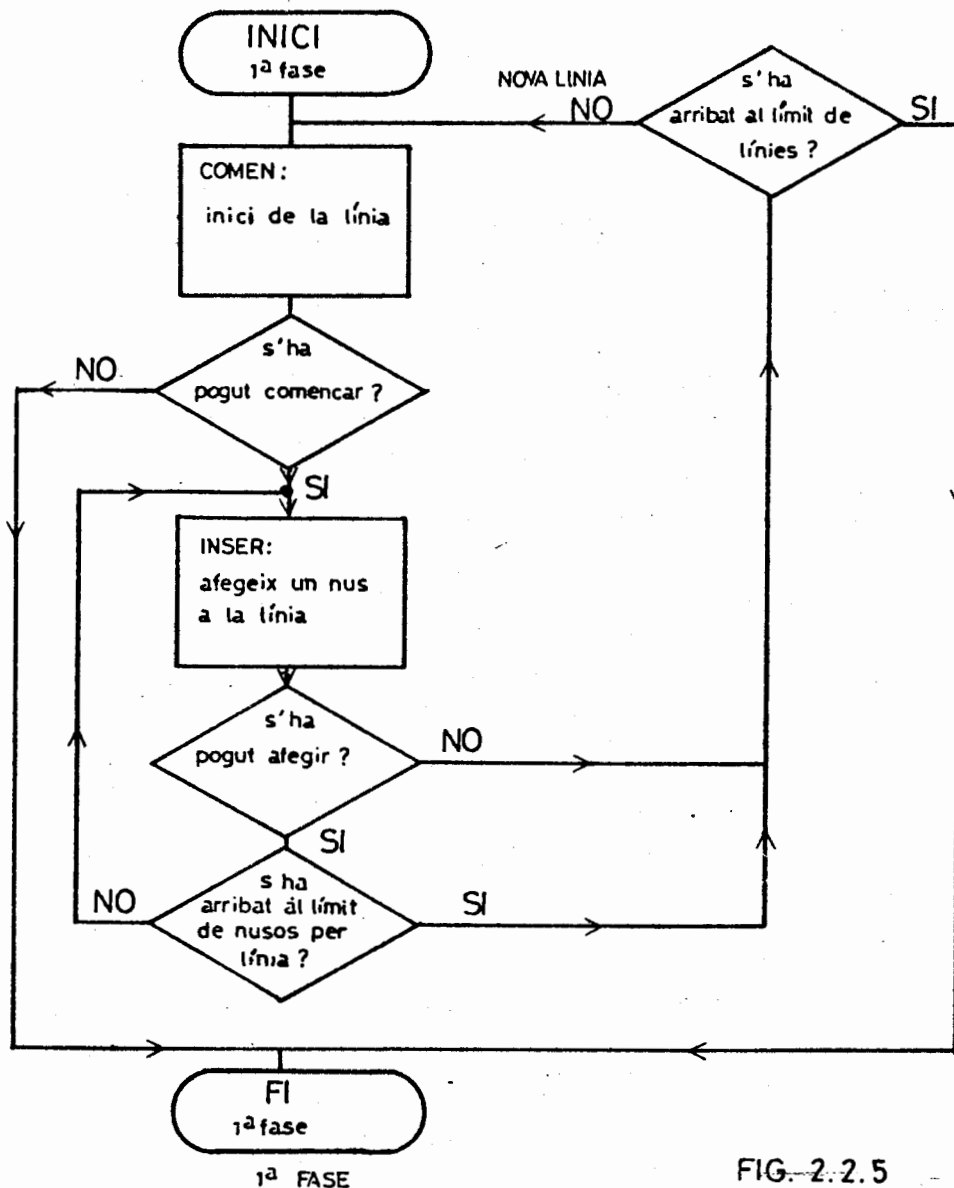 INICI
1ª fase
NOVA LINIA
NO
s'ha
arribat al límit de
línies ?
SI
COMEN:
inici de la línia
s'ha
pogut comencar ?
NO
SI
INSER:
afegeix un nus
a la línia
s'ha
pogut afegir ?
NO
SI
s ha
arribat ál límit
de nusos per
línia ?
NO
SI
FI
1ª fase
1ª FASE
FIG. 2.2.5